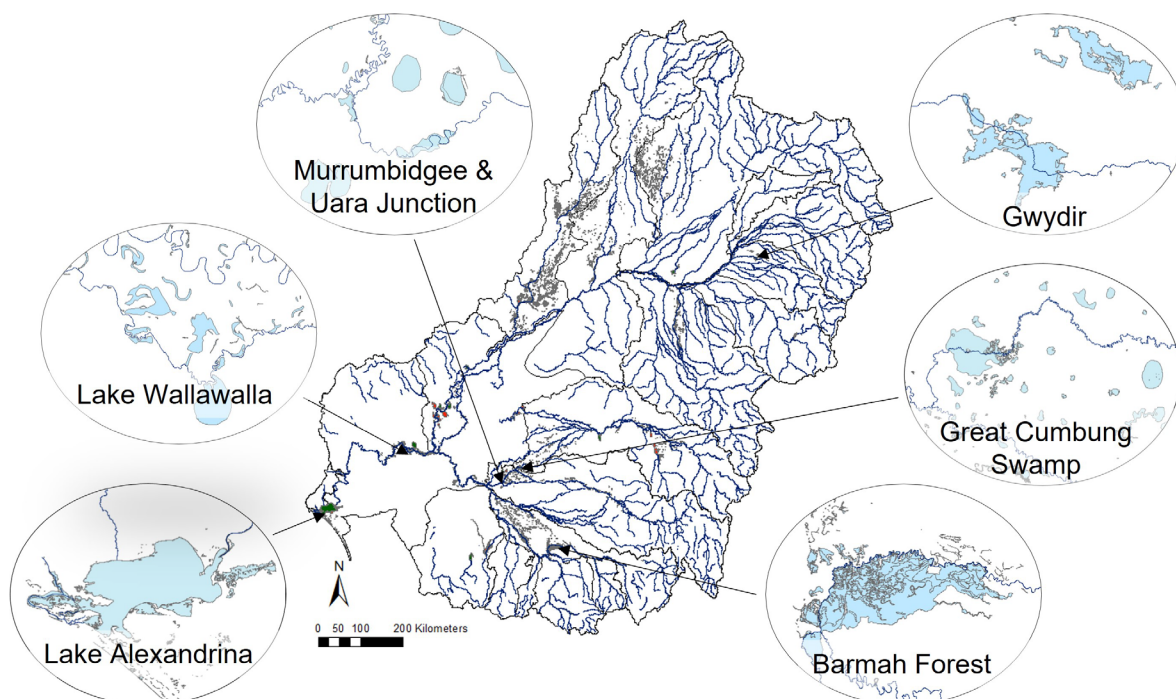 Murrumbidgee &
Uara Junction
Gwydir
Lake Wallawalla
Great Cumbung
Swamp
Lake Alexandrina
N
0 50 100 200 Kilometers
Barmah Forest